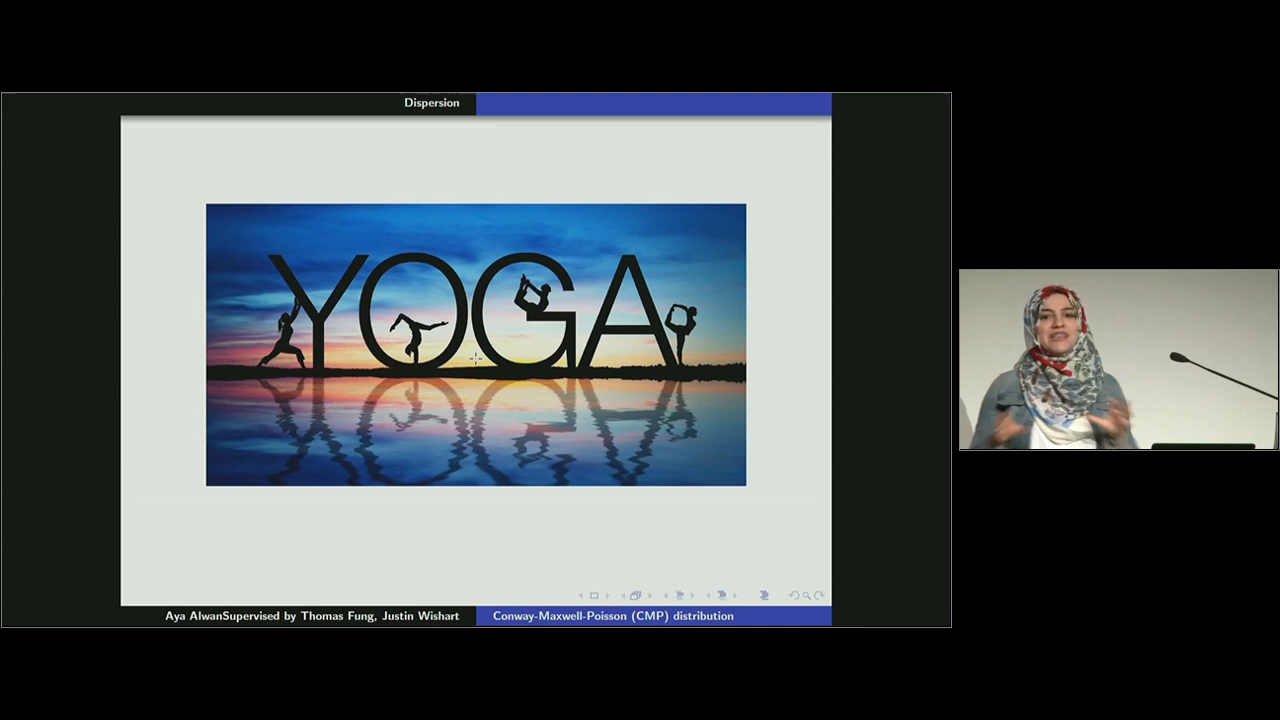 Dispersion
YOGA
Aya AlwanSupervised by Thomas Fung, Justin Wishart
Conway-Maxwell-Poisson (CMP) distribution